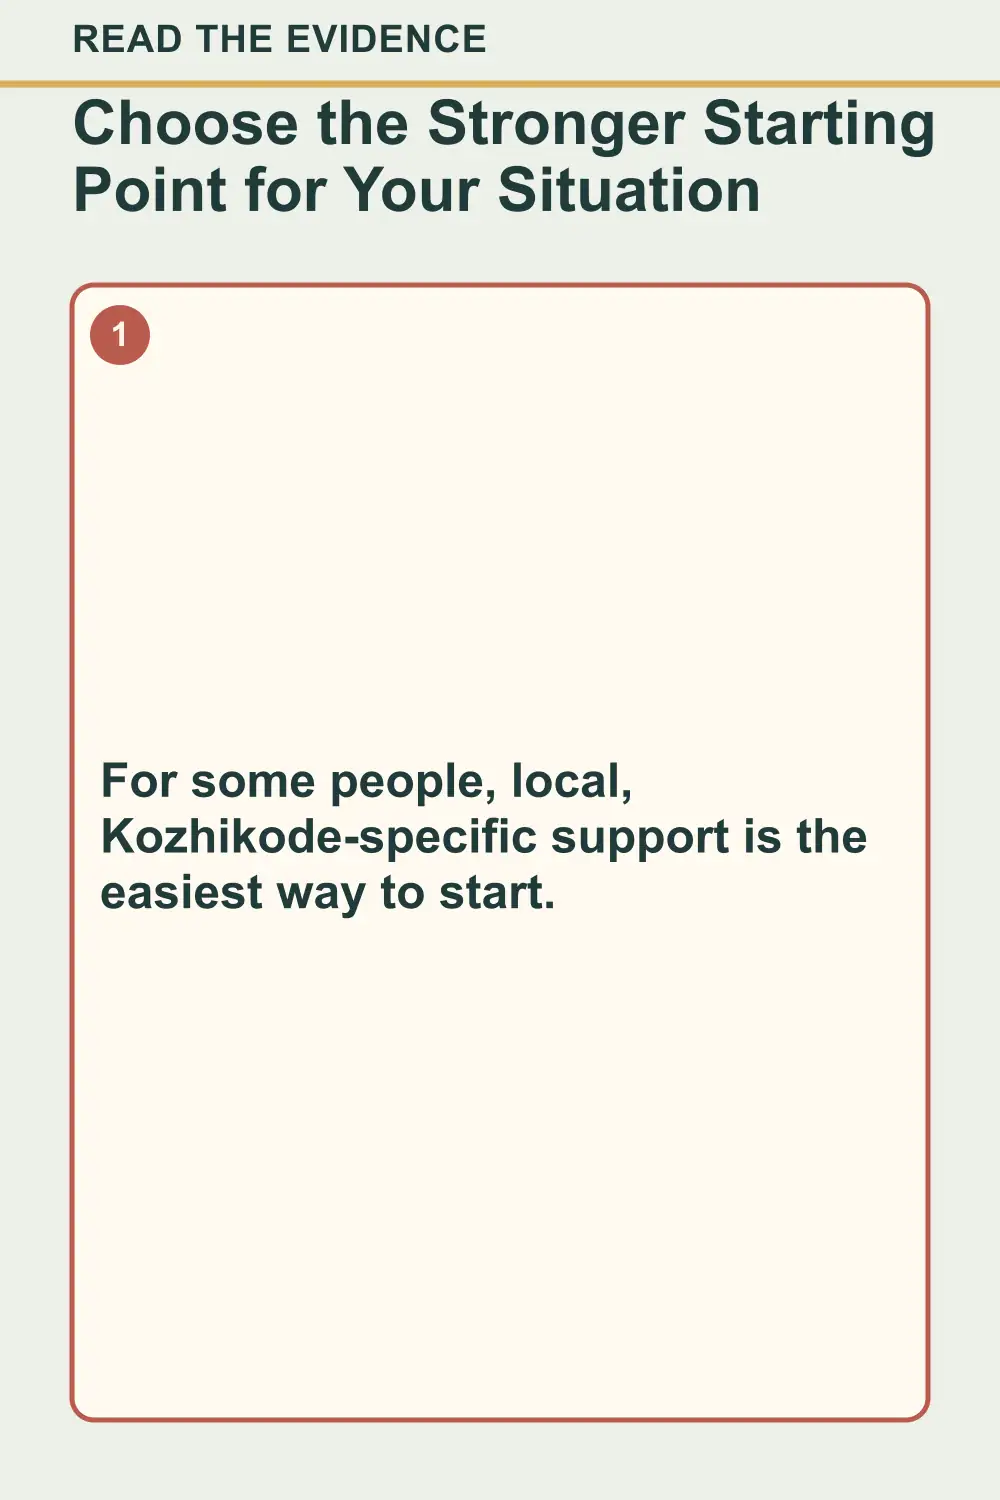 READ THE EVIDENCE
Choose the Stronger Starting
Point for Your Situation
1
For some people, local,
Kozhikode-specific support is the
easiest way to start.